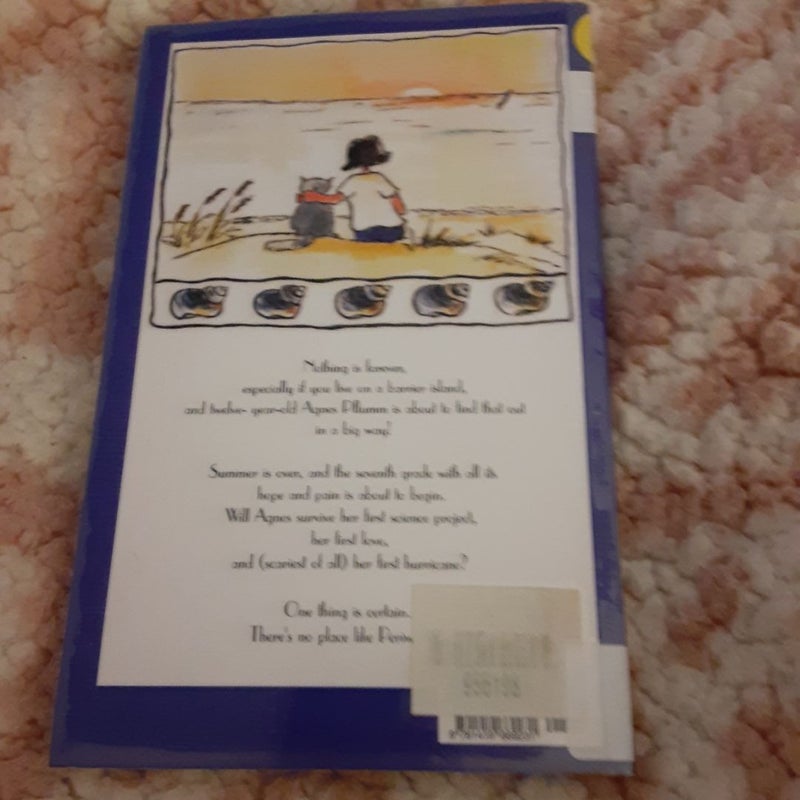 Nothing is known,
especially if you live on a barrier island,
and twelve- year-old Agnes Pflumm is about to find that out
in a big way!
Summer is over, and the seventh grade with all its
hope and pain is about to begin.
Will Agnes survive her first science project,
her first love,
and (scariest of all) her first hurricane?
One thing is certain.
There's no place like